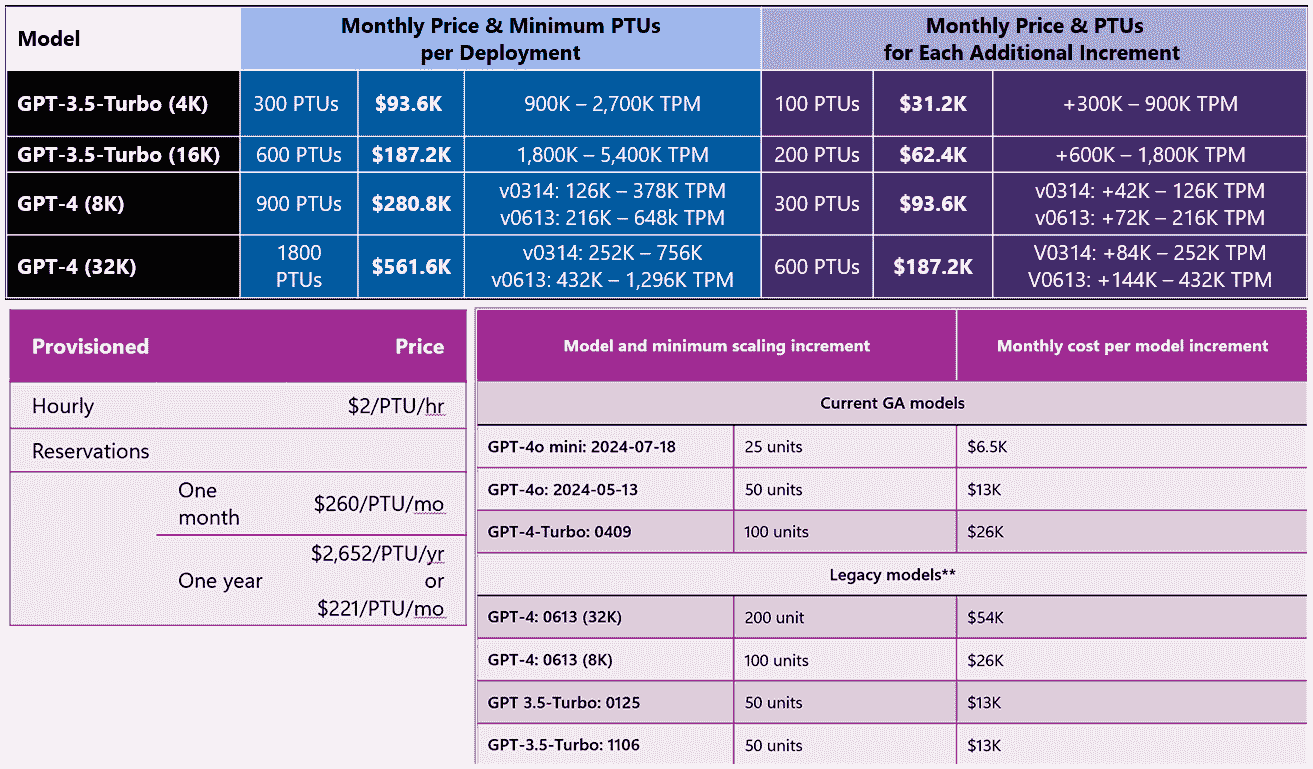 Model
Monthly Price & Minimum PTUs
per Deployment
Monthly Price & PTUs
for Each Additional Increment
GPT-3.5-Turbo (4K)
300 PTUs
$93.6K
900K – 2,700K TPM
100 PTUs
$31.2K
+300K – 900K TPM
GPT-3.5-Turbo (16K)
600 PTUs
$187.2K
1,800K – 5,400K TPM
200 PTUs
$62.4K
+600K – 1,800K TPM
GPT-4 (8K)
900 PTUs
$280.8K
v0314: 126K – 378K TPM
v0613: 216K – 648k TPM
300 PTUs
$93.6K
v0314: +42K – 126K TPM
v0613: +72K – 216K TPM
GPT-4 (32K)
1800
PTUs
$561.6K
v0314: 252K – 756K
v0613: 432K – 1,296K TPM
600 PTUs
$187.2K
V0314: +84K – 252K TPM
V0613: +144K – 432K TPM
Provisioned
Price
Hourly
$2/PTU/hr
Reservations
One
month
$260/PTU/mo
One year
$2,652/PTU/yr
or
$221/PTU/mo
Model and minimum scaling increment
Monthly cost per model increment
Current GA models
GPT-4o mini: 2024-07-18
25 units
$6.5K
GPT-4o: 2024-05-13
50 units
$13K
GPT-4-Turbo: 0409
100 units
$26K
Legacy models**
GPT-4: 0613 (32K)
200 unit
$54K
GPT-4: 0613 (8K)
100 units
$26K
GPT 3.5-Turbo: 0125
50 units
$13K
GPT-3.5-Turbo: 1106
50 units
$13K